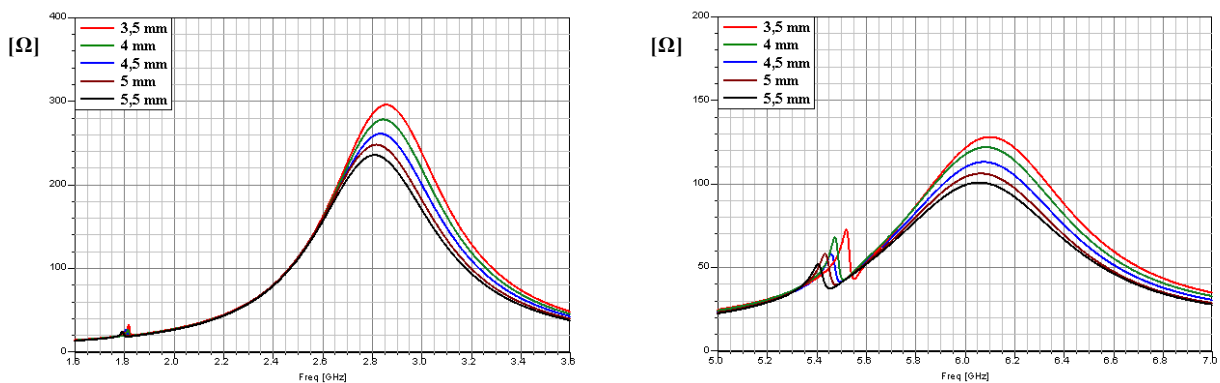 400
[Ω]
3,5 mm
4 mm
4,5 mm
5 mm
5,5 mm
300
200
100
0
1.6 1.8 2.0 2.2 2.4 2.6 2.8 3.0 3.2 3.4 3.6
Freq [GHz]
200
[Ω]
3,5 mm
4 mm
4,5 mm
5 mm
5,5 mm
150
100
50
0
5.0 5.2 5.4 5.6 5.8 6.0 6.2 6.4 6.6 6.8 7.0
Freq [GHz]